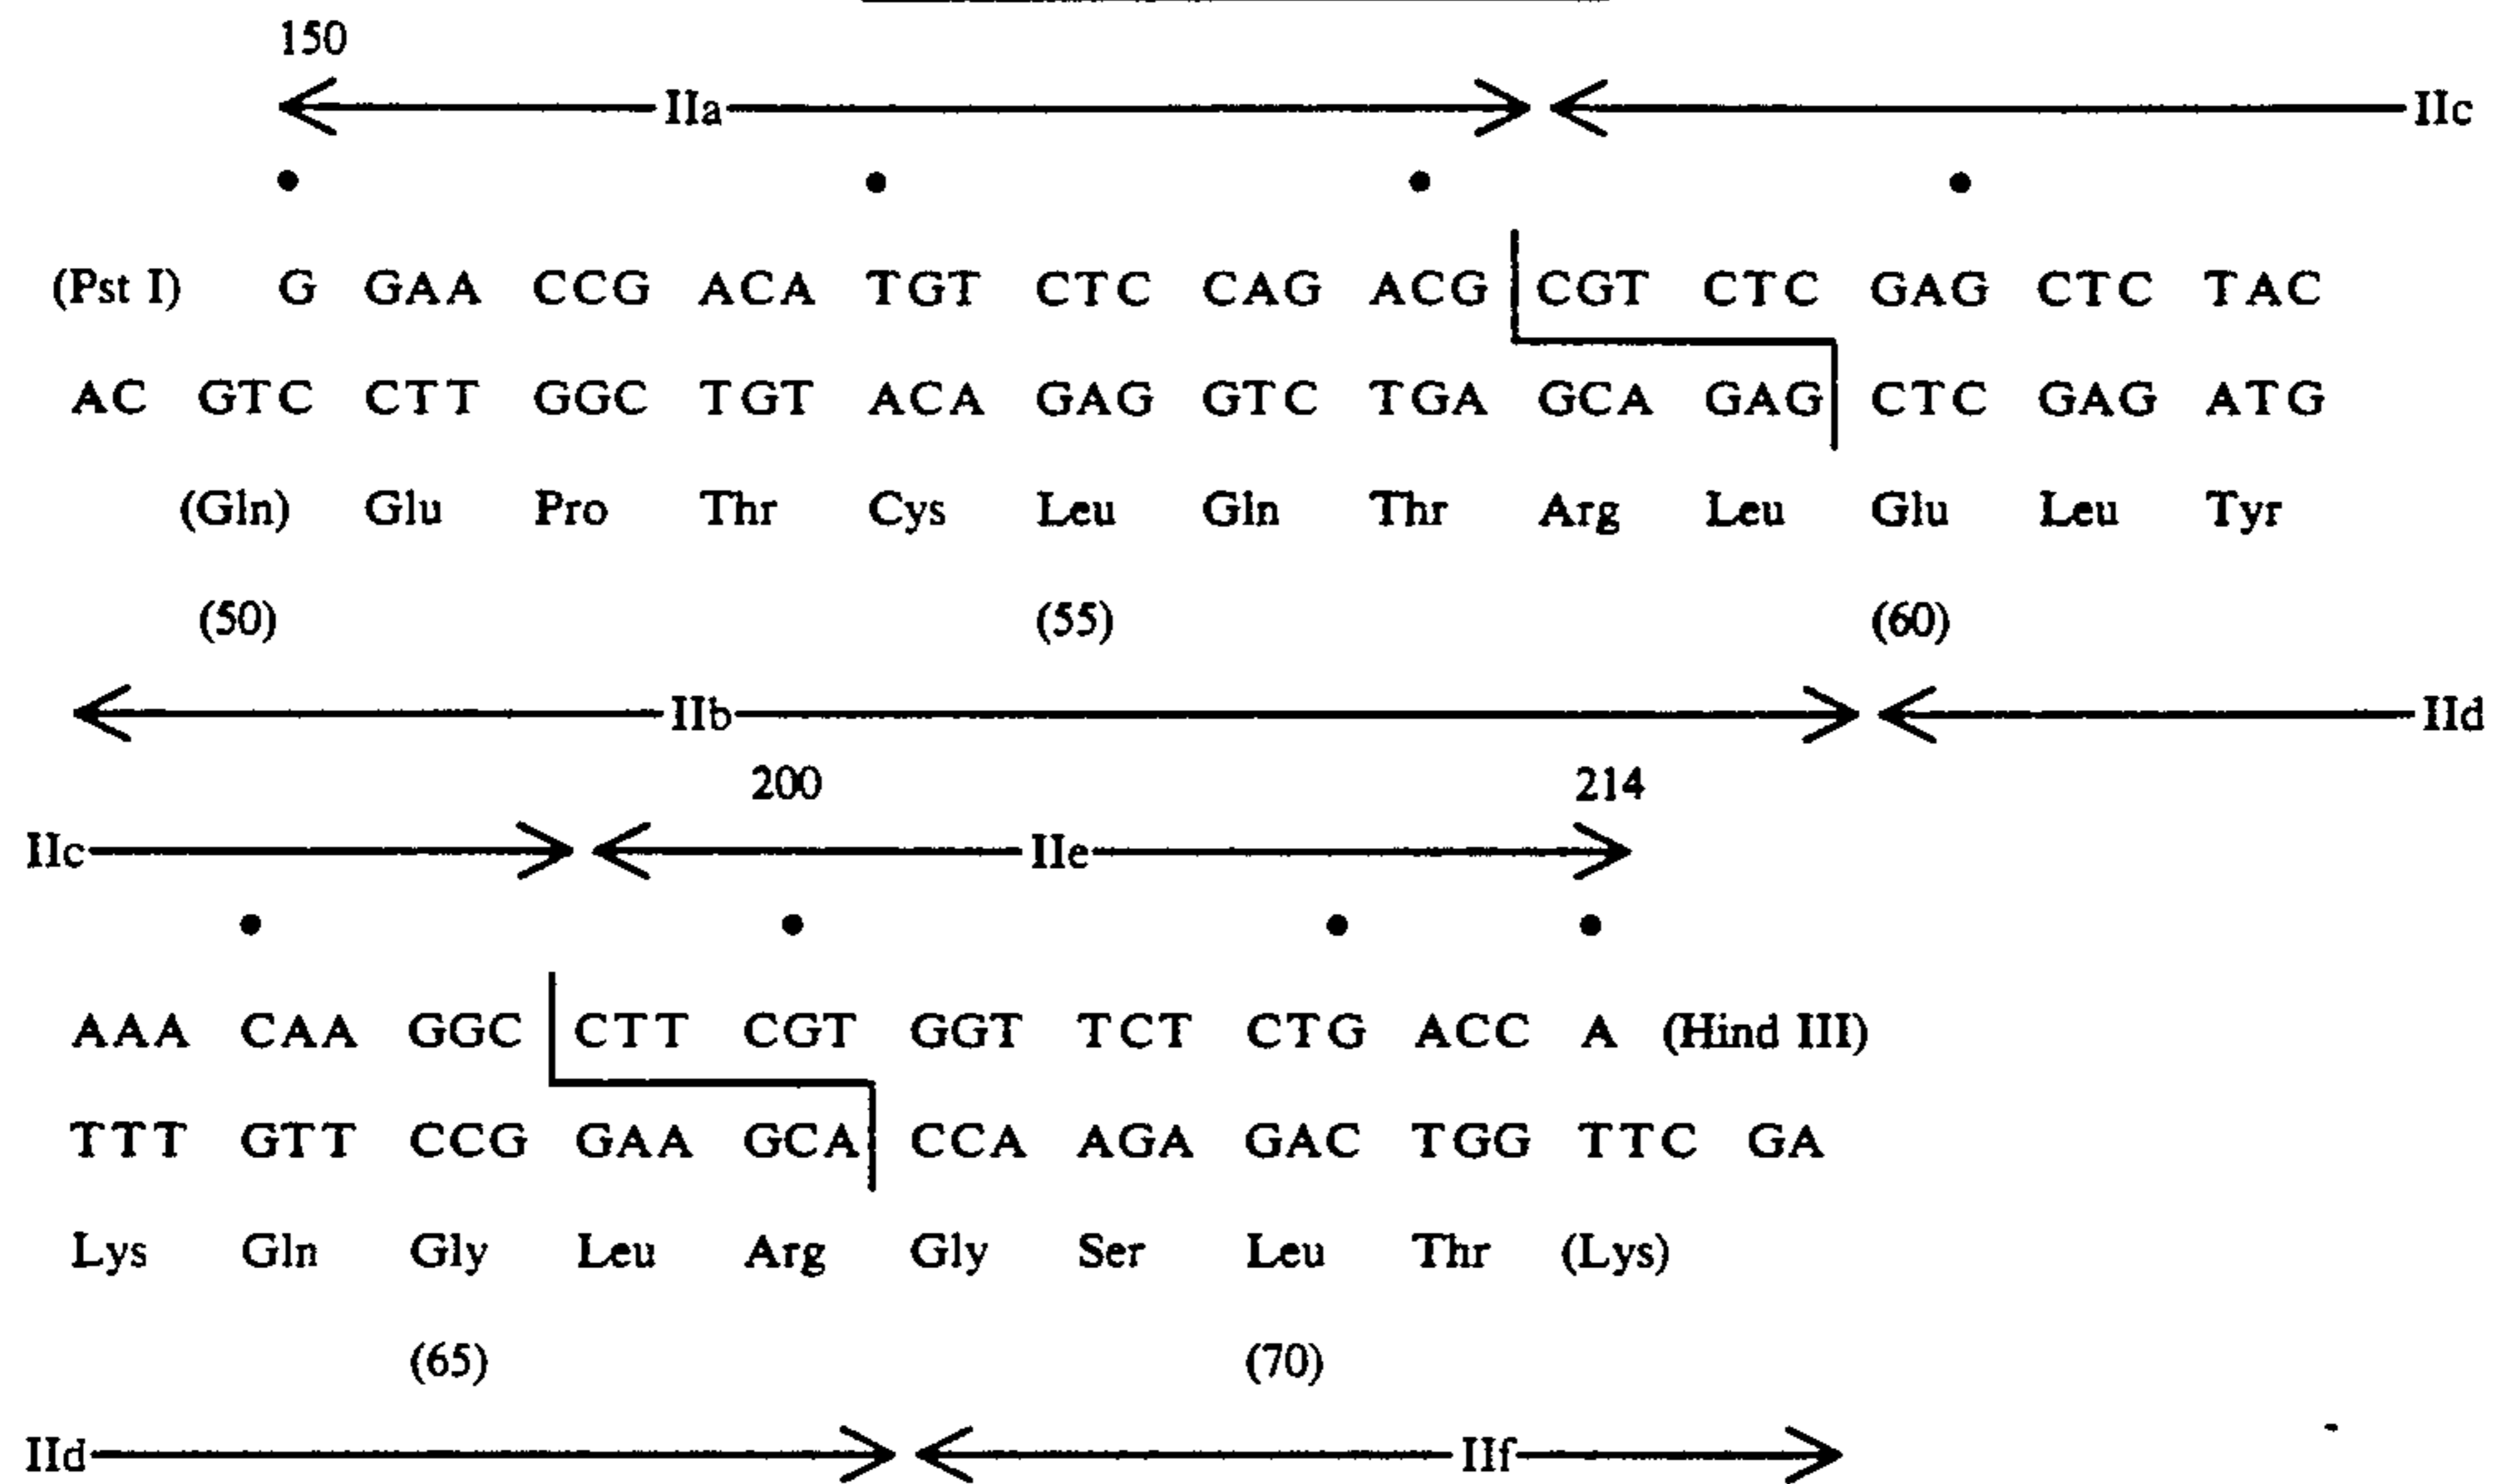 150
IIa IIc
(Pst I) G GAA CCG ACA TGT CTC CAG ACG CGT CTC GAG CTC TAC
AC GTC CTT GGC TGT ACA GAG GTC TGA GCA GAG CTC GAG ATG
(Gln) Glu Pro Thr Cys Leu Gln Thr Arg Leu Glu Leu Tyr
(50) (55) (60)
IIb IId
200 214
IIc IIe
AAA CAA GGC CTT CGT GGT TCT CTG ACC A (Hind III)
TTT GTT CCG GAA GCA CCA AGA GAC TGG TTC GA
Lys Gln Gly Leu Arg Gly Ser Leu Thr (Lys)
(65) (70)
IId IIf